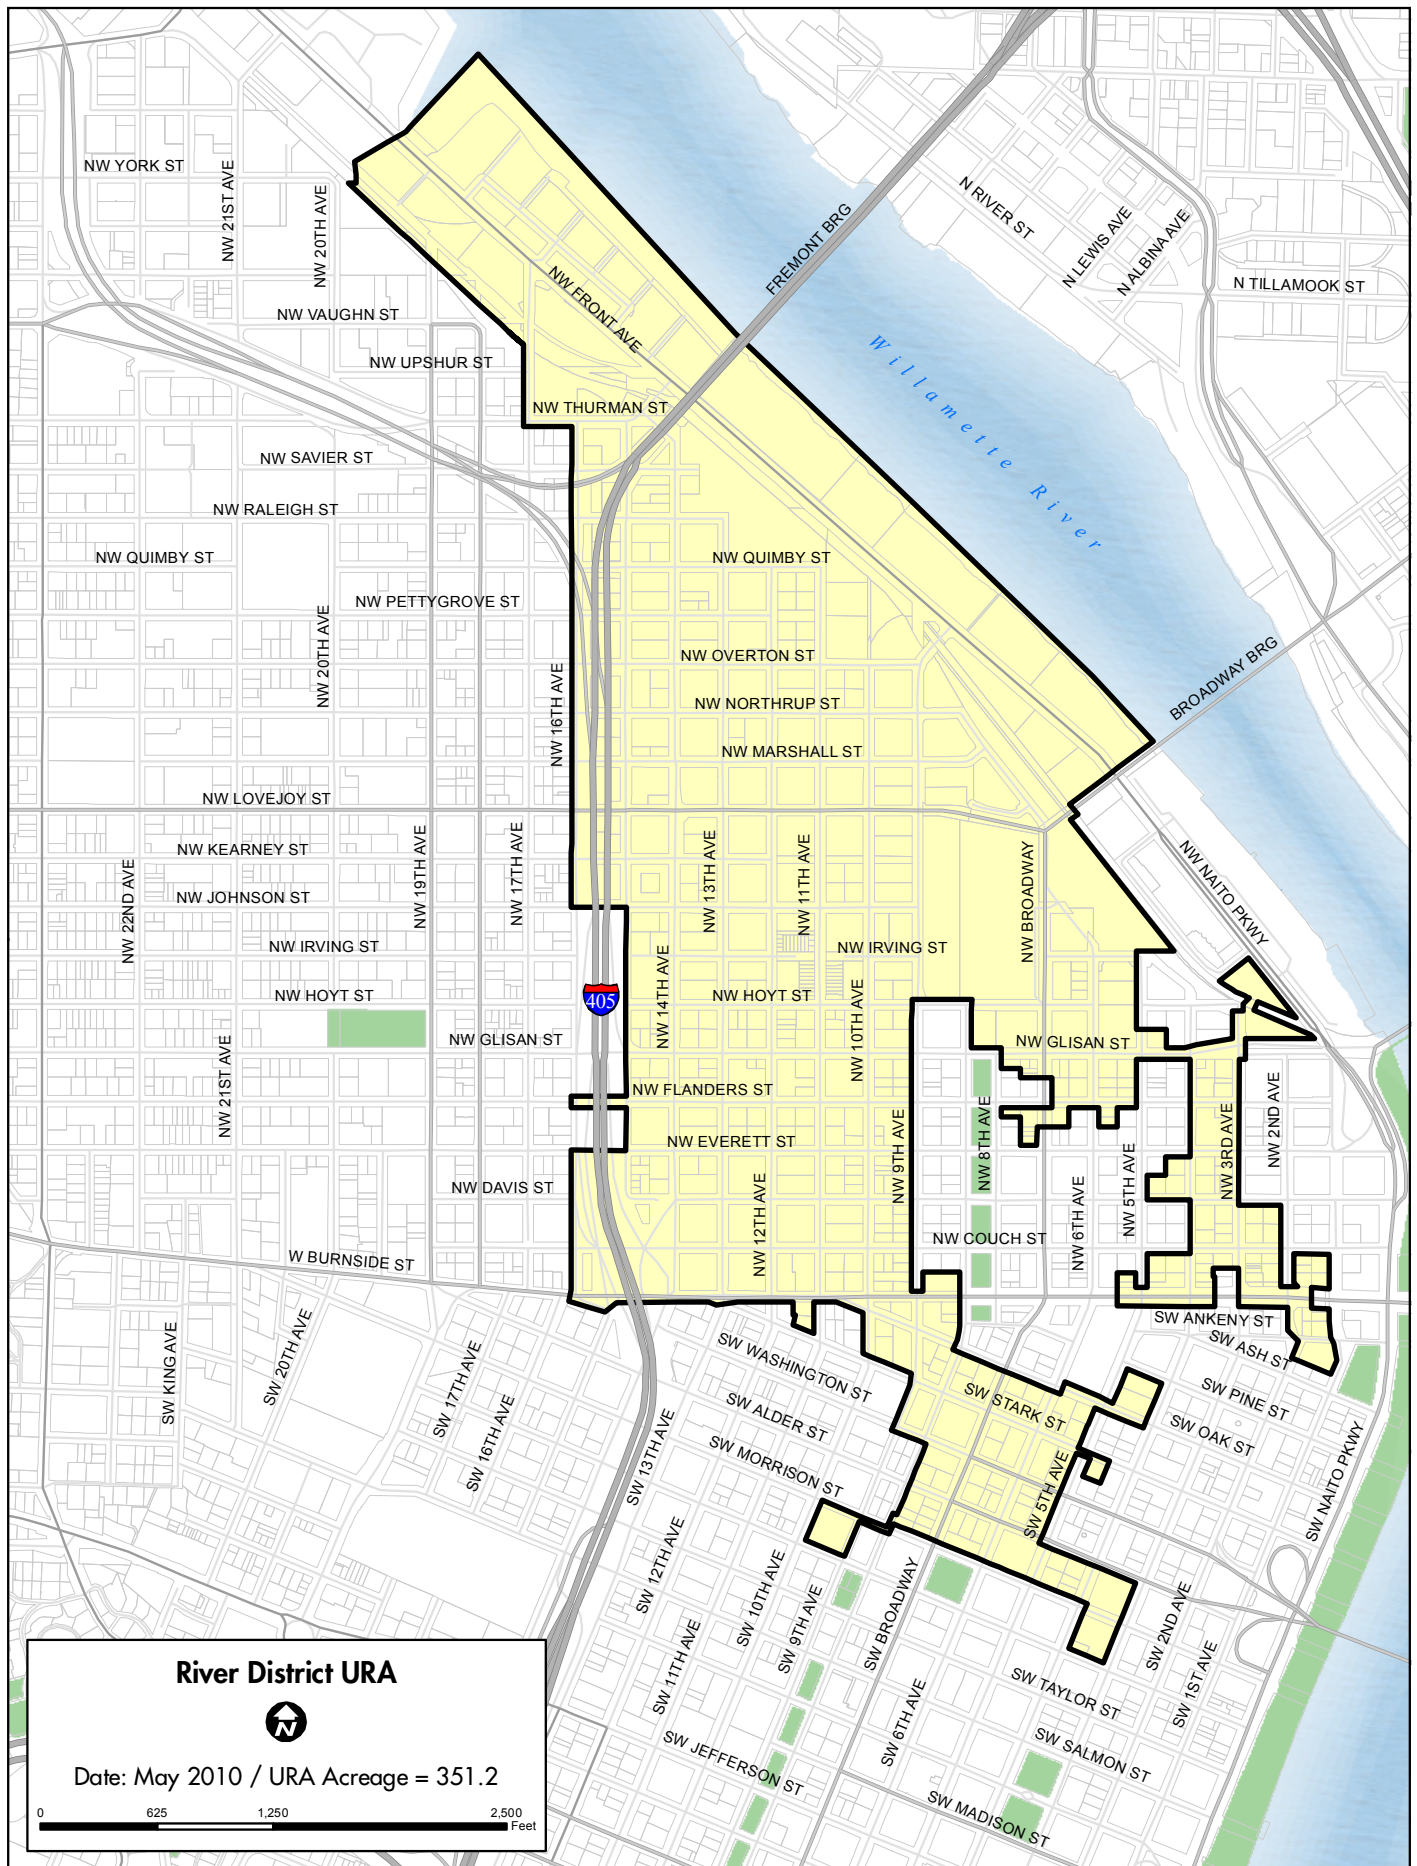 NW YORK ST
NW 21ST AVE
NW 20TH AVE
N RIVER ST
N LEWIS AVE
N ALBINA AVE
N TILLAMOOK ST
FREMONT BRG
NW FRONT AVE
NW VAUGHN ST
NW UPSHUR ST
Willamette River
NW THURMAN ST
NW SAVIER ST
NW RALEIGH ST
NW QUIMBY ST
NW QUIMBY ST
NW PETTYGROVE ST
NW 20TH AVE
NW OVERTON ST
NW 16TH AVE
NW NORTHRUP ST
BROADWAY BRG
NW MARSHALL ST
NW LOVEJOY ST
NW KEARNEY ST
NW 22ND AVE
NW JOHNSON ST
NW 19TH AVE
NW 17TH AVE
NW 13TH AVE
NW 11TH AVE
NW BROADWAY
NW NAITO PKWY
NW IRVING ST
NW IRVING ST
NW 14TH AVE
NW HOYT ST
405
NW HOYT ST
NW 10TH AVE
NW 21ST AVE
NW GLISAN ST
NW GLISAN ST
NW FLANDERS ST
NW 9TH AVE
NW 8TH AVE
NW 3RD AVE
NW 2ND AVE
NW EVERETT ST
NW DAVIS ST
NW 12TH AVE
NW 6TH AVE
NW 5TH AVE
NW COUCH ST
W BURNSIDE ST
SW ANKENY ST
SW KING AVE
SW 20TH AVE
SW 17TH AVE
SW 16TH AVE
SW WASHINGTON ST
SW ASH ST
SW STARK ST
SW PINE ST
SW ALDER ST
SW OAK ST
SW 13TH AVE
SW MORRISON ST
SW 5TH AVE
SW NAITO PKWY
SW 12TH AVE
SW 10TH AVE
SW 9TH AVE
SW BROADWAY
SW 2ND AVE
SW 11TH AVE
SW 1ST AVE
SW TAYLOR ST
SW 6TH AVE
SW SALMON ST
SW JEFFERSON ST
SW MADISON ST
River District URA
N
Date: May 2010 / URA Acreage = 351.2
0 625 1,250 2,500
Feet